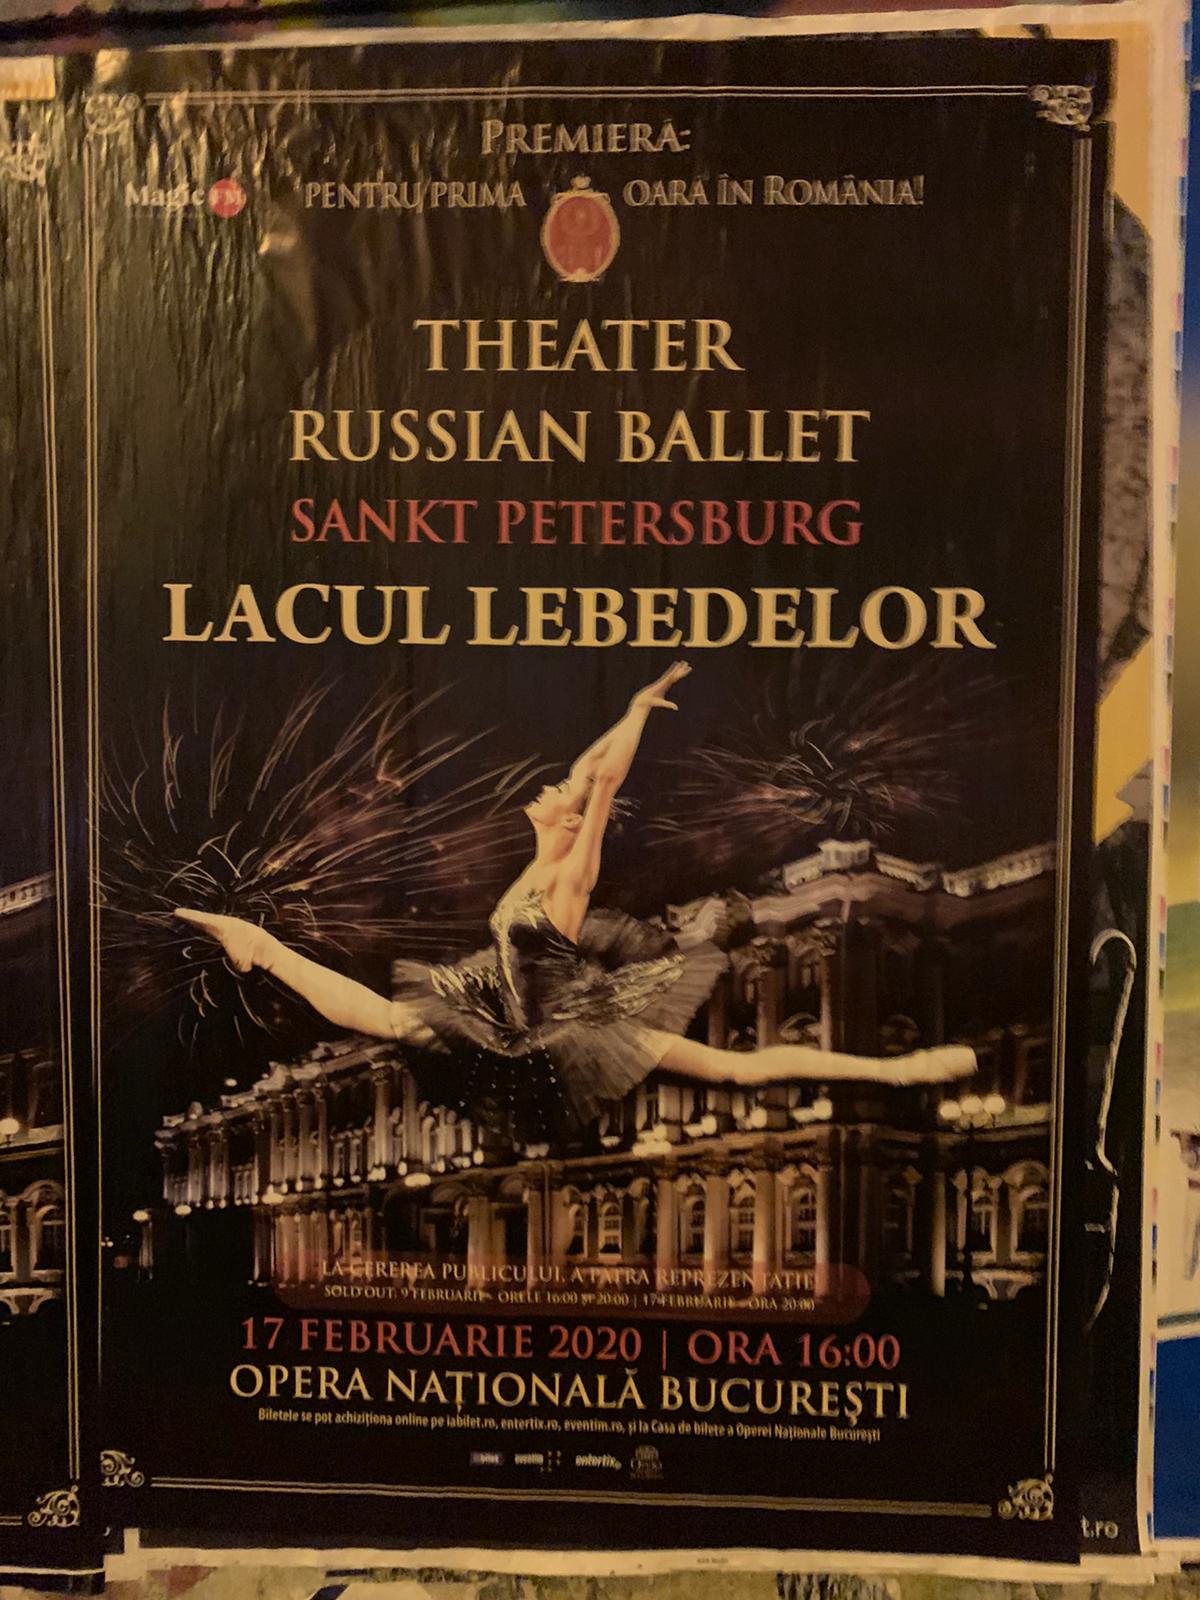 PREMIERĂ:
Magic FM
PENTRU PRIMA OARĂ ÎN ROMÂNIA!
THEATER
RUSSIAN BALLET
SANKT PETERSBURG
LACUL LEBEDELOR
LA CEREREA PUBLICULUI, A PATRA REPREZENTAȚIE
SOLD OUT: 9 FEBRUARIE - ORELE 16:00 ȘI 20:00 | 17 FEBRUARIE - ORA 20:00
17 FEBRUARIE 2020 | ORA 16:00
OPERA NAȚIONALĂ BUCUREȘTI
Biletele se pot achiziționa online pe iabilet.ro, entertix.ro, eventim.ro, și la Casa de bilete a Operei Naționale București
eventim entertix
t.ro